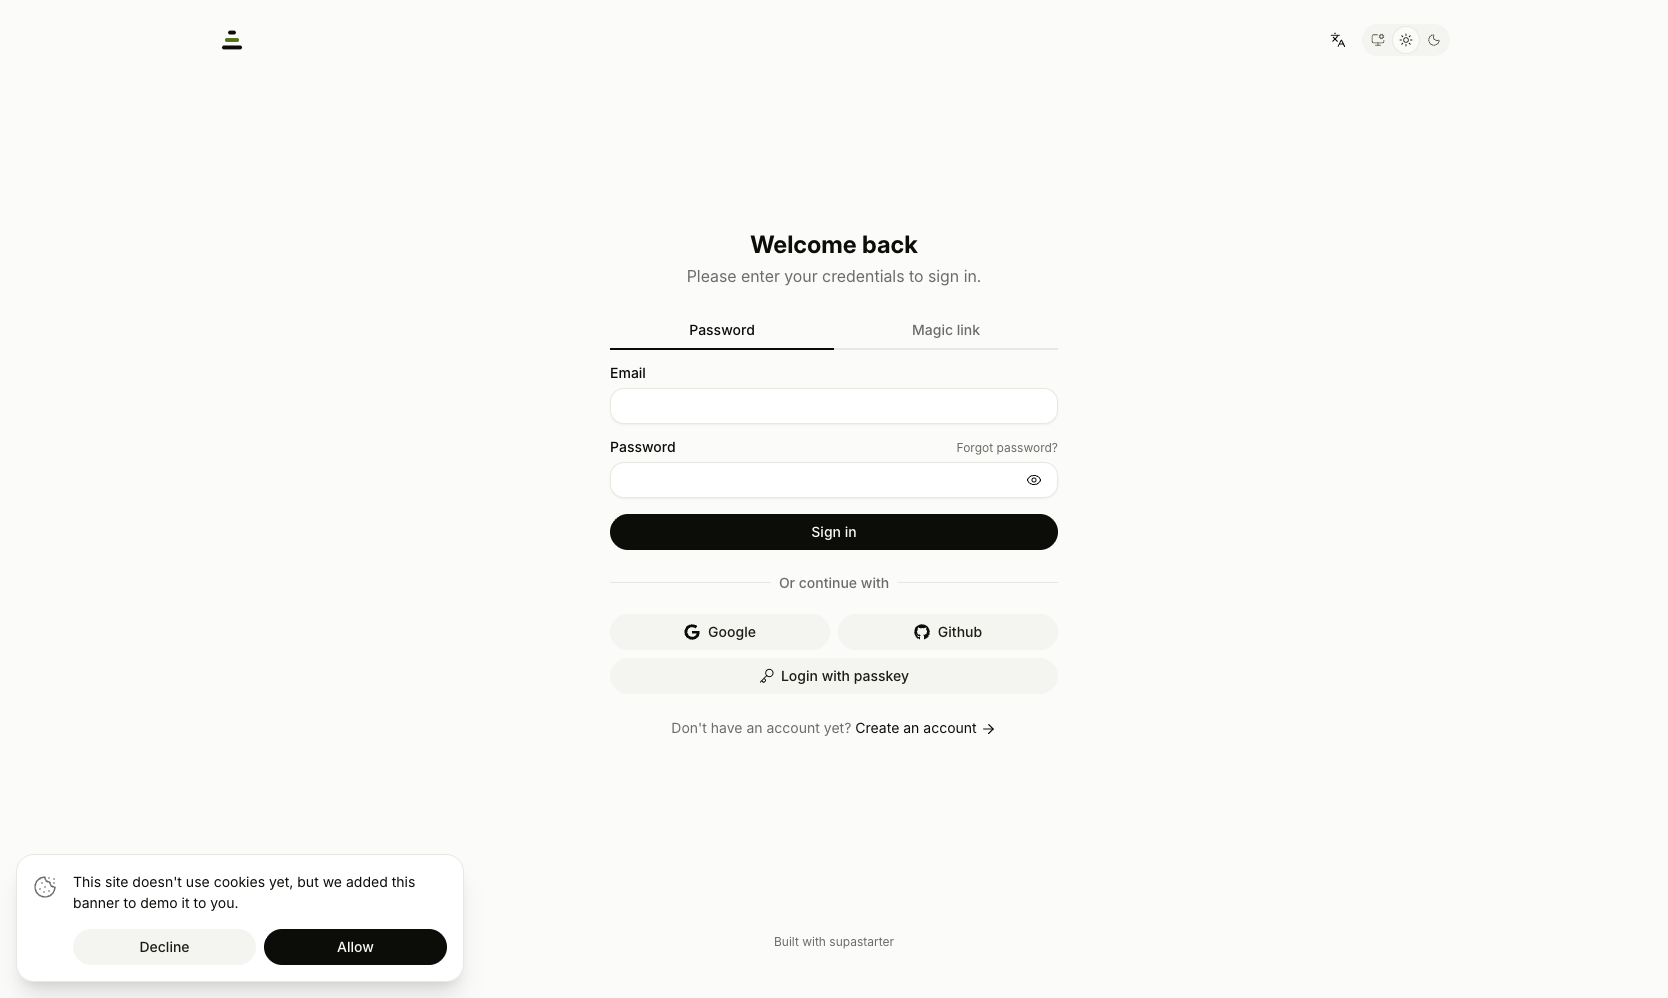 Welcome back
Please enter your credentials to sign in.
Password
Magic link
Email
Password
Forgot password?
Sign in
Or continue with
Google
Github
Login with passkey
Don't have an account yet? Create an account
This site doesn't use cookies yet, but we added this
banner to demo it to you.
Decline
Allow
Built with supastarter